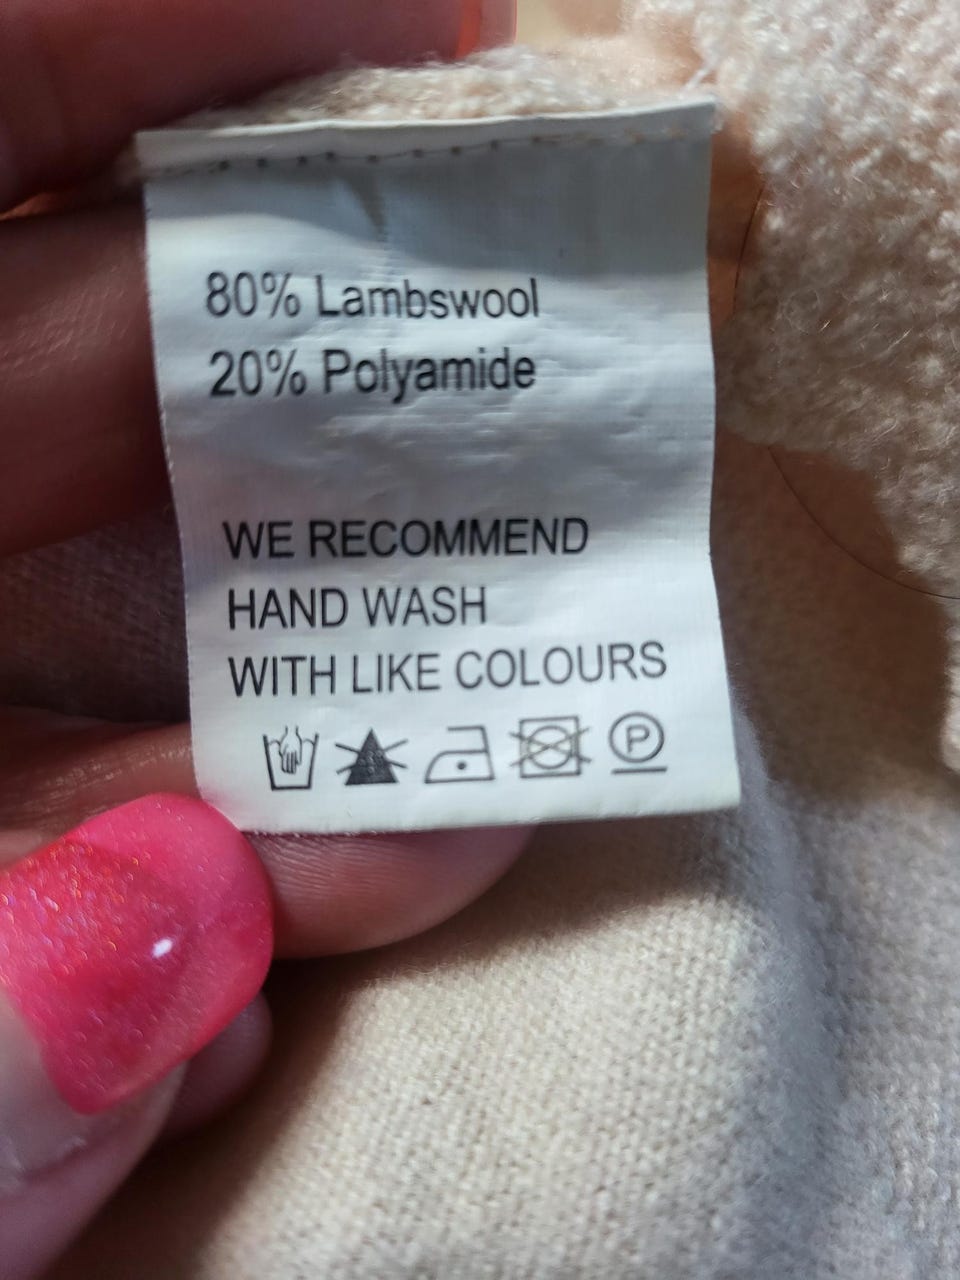 80% Lambswool
20% Polyamide
WE RECOMMEND
HAND WASH
WITH LIKE COLOURS
P